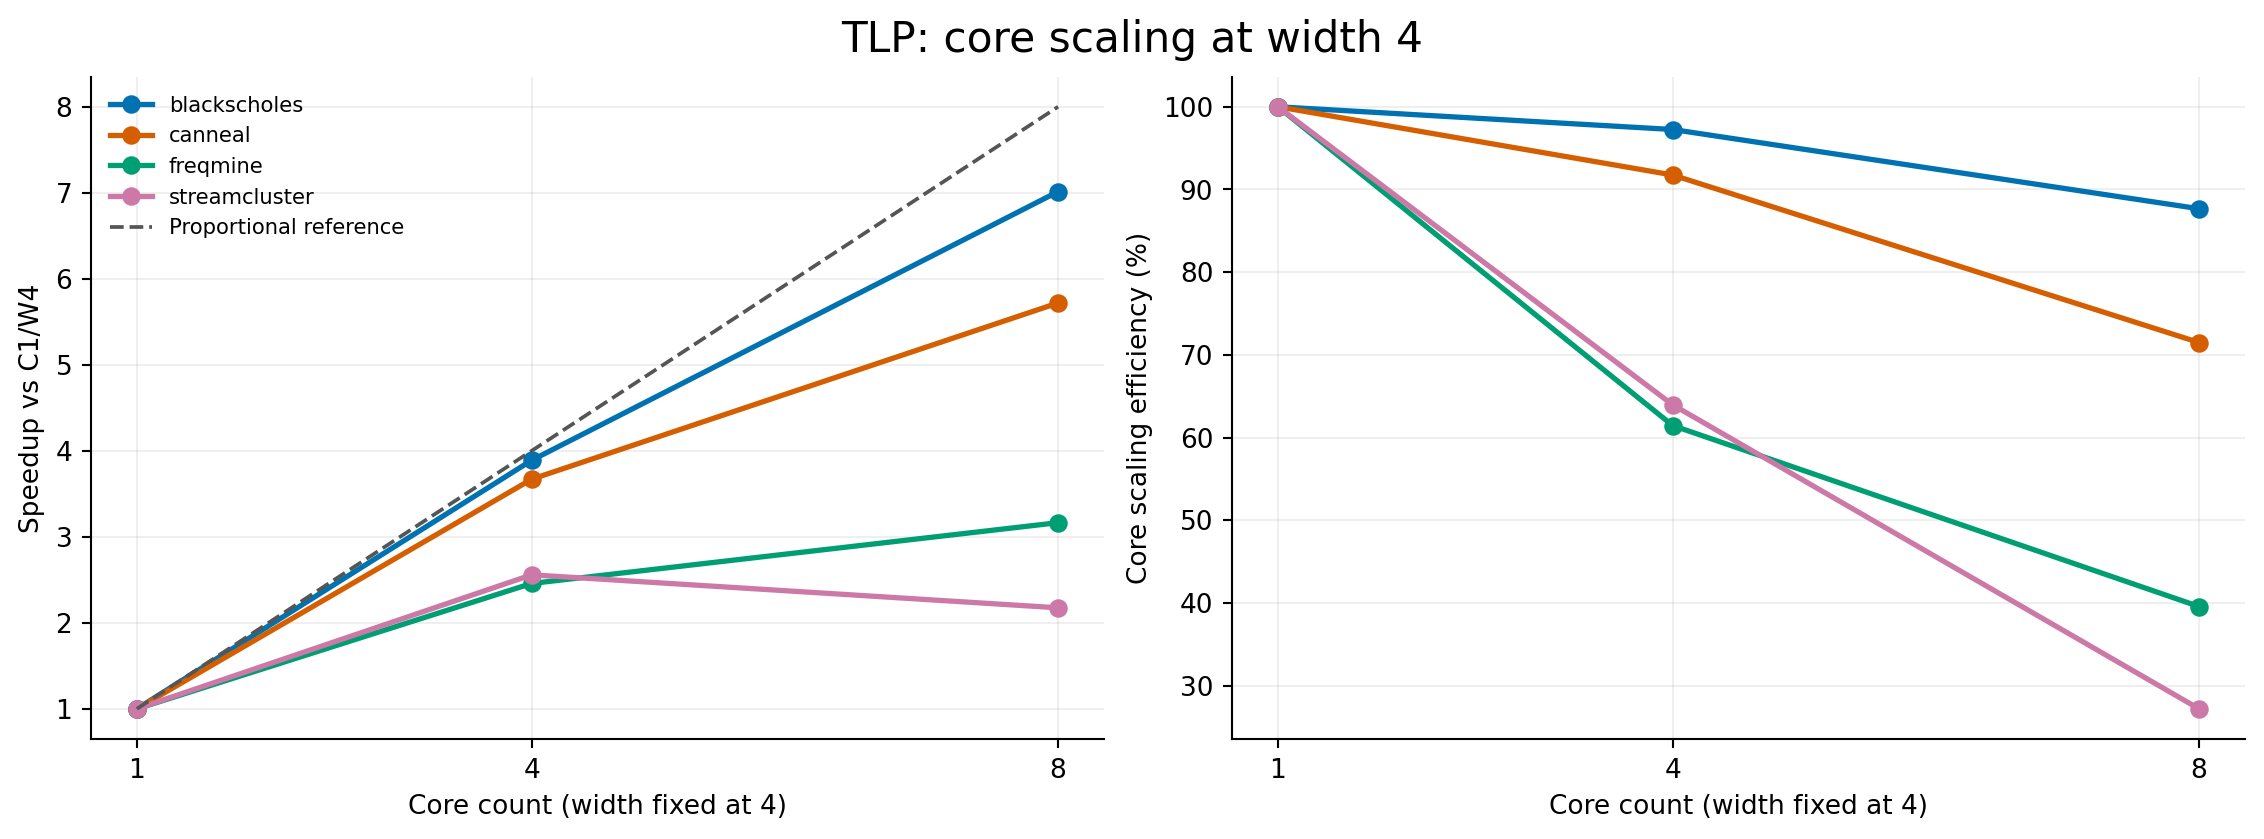 TLP: core scaling at width 4
Speedup vs C1/W4
8
7
6
5
4
3
2
1
blackscholes
canneal
freqmine
streamcluster
Proportional reference
1 4 8
Core count (width fixed at 4)
Core scaling efficiency (%)
100
90
80
70
60
50
40
30
1 4 8
Core count (width fixed at 4)